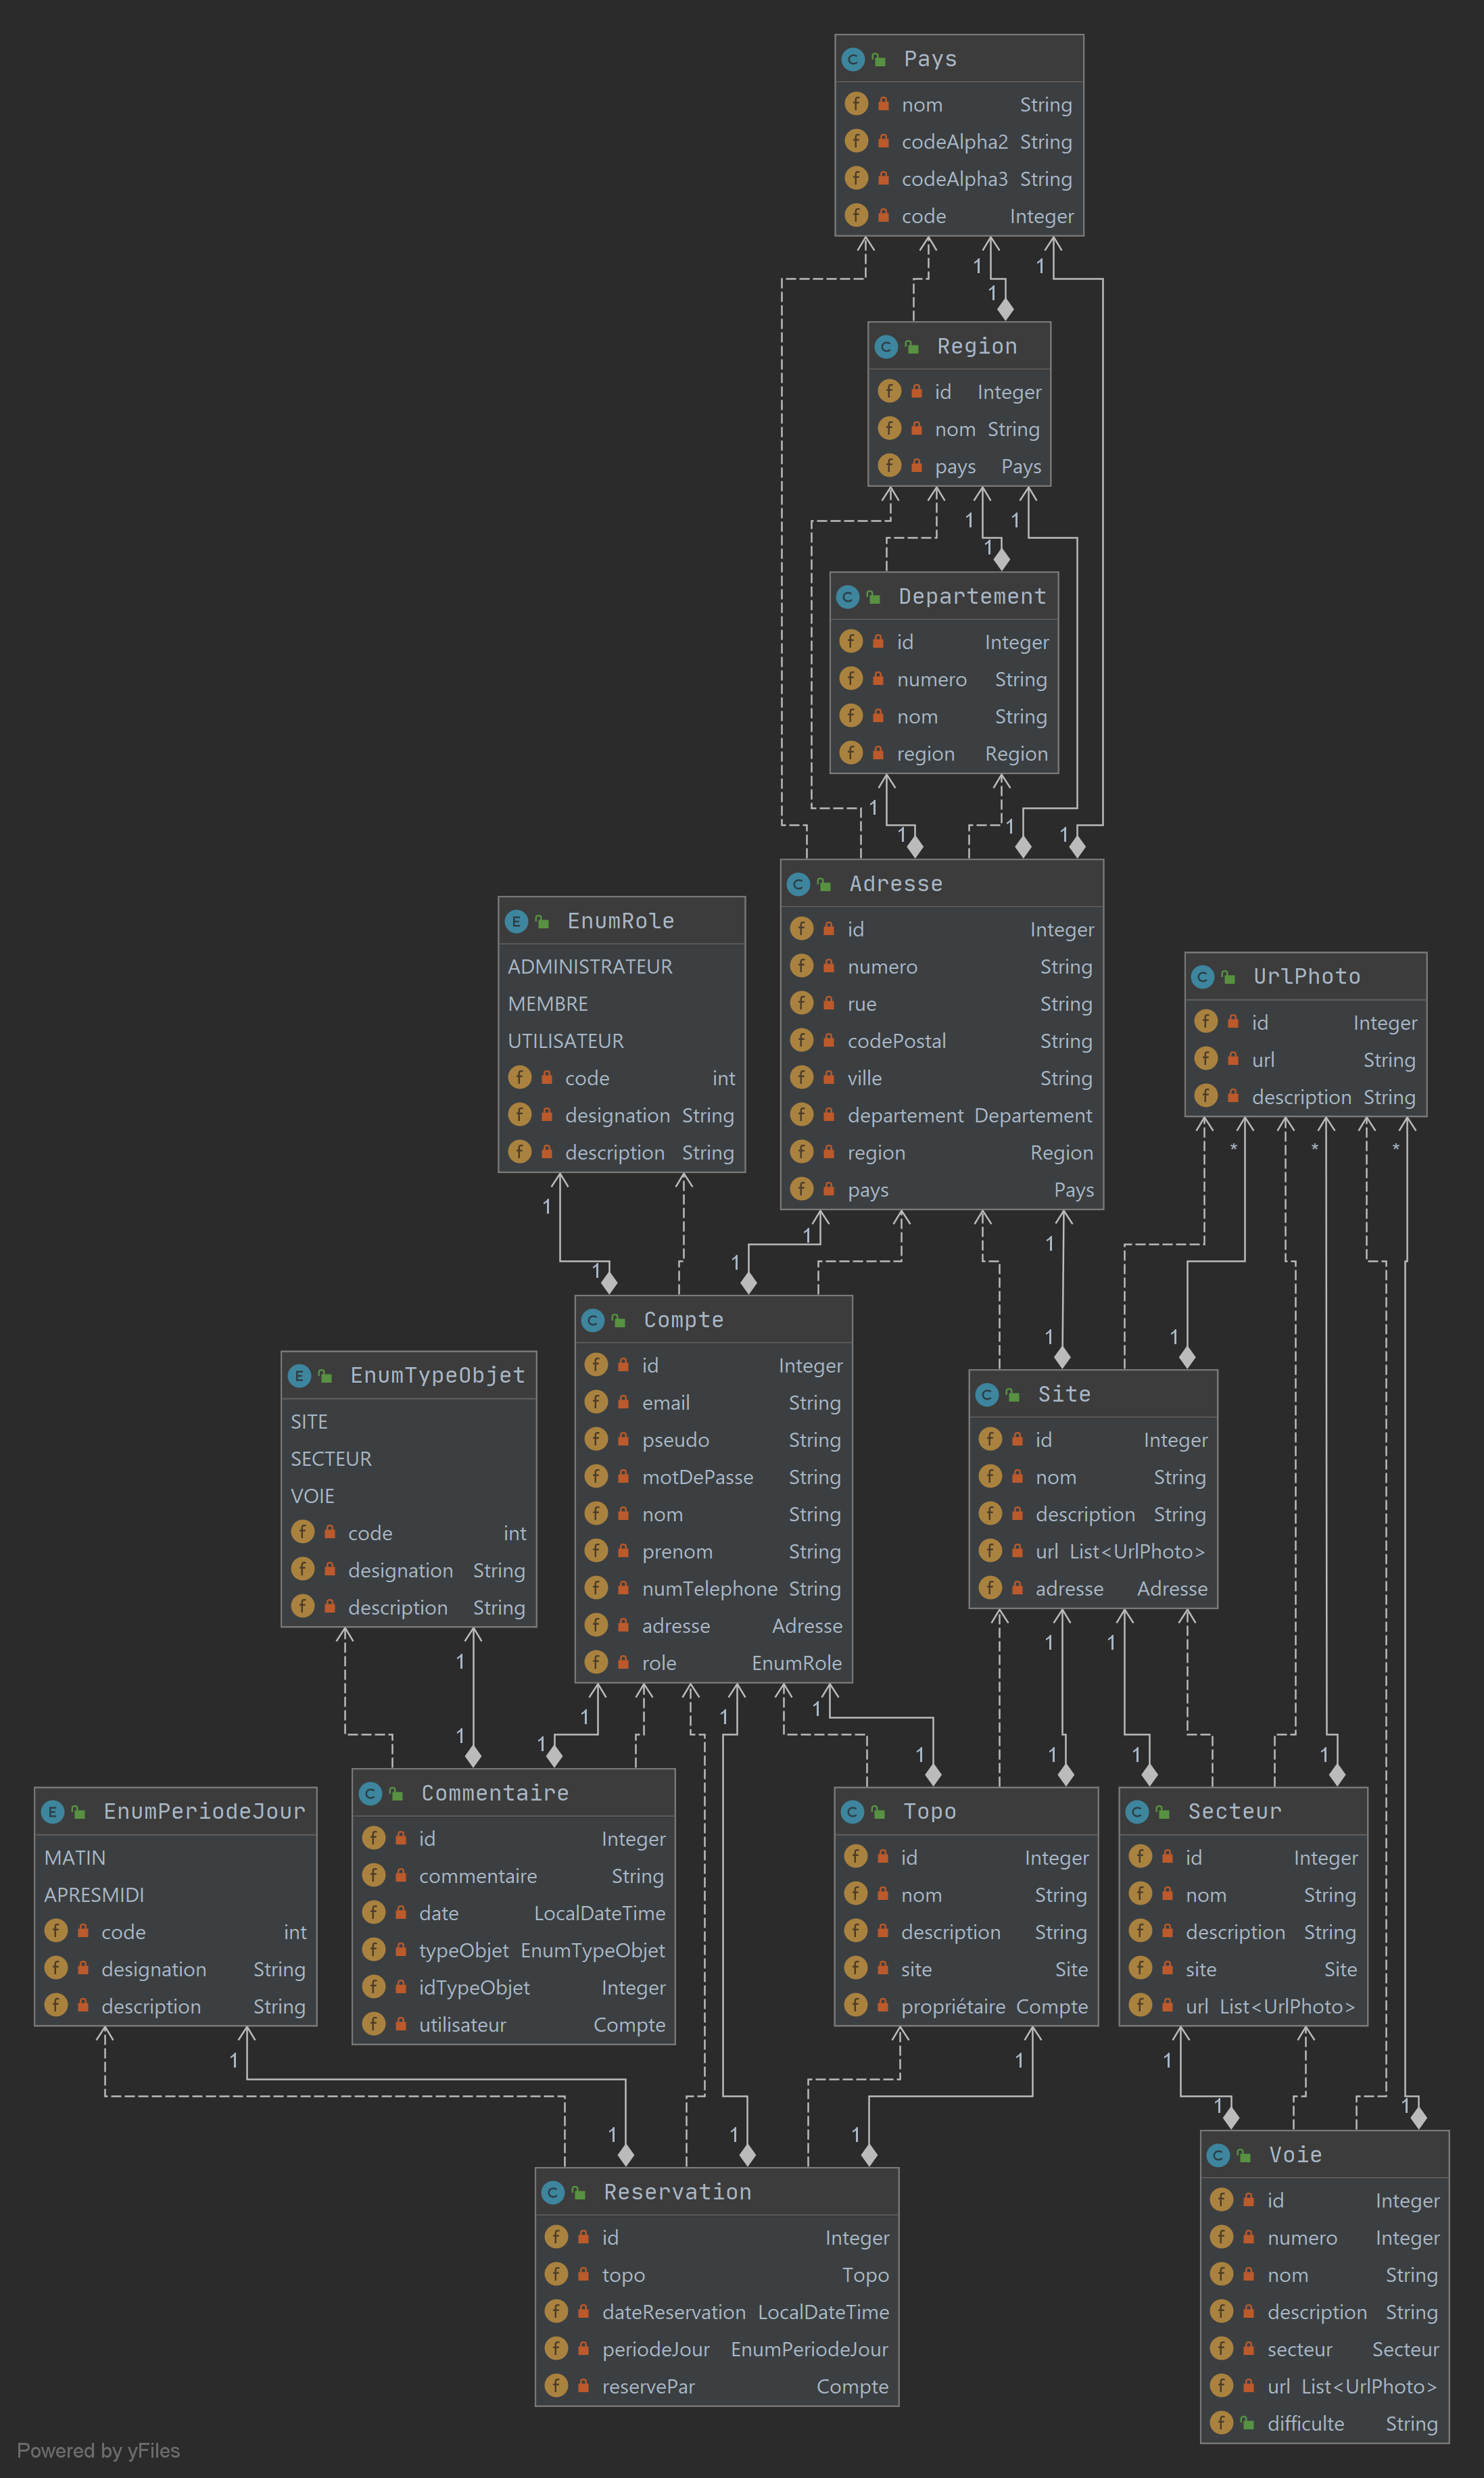 Pays
nom String
codeAlpha2 String
codeAlpha3 String
code Integer
1 1
1
Region
id Integer
nom String
pays Pays
1 1
1
Departement
id Integer
numero String
nom String
region Region
1
1 1 1
Adresse
id Integer
numero String
rue String
codePostal String
ville String
departement Departement
region Region
pays Pays
EnumRole
ADMINISTRATEUR
MEMBRE
UTILISATEUR
code int
designation String
description String
UrlPhoto
id Integer
url String
description String
* * *
1 1 1
1 1 1 1
Compte
id Integer
email String
pseudo String
motDePasse String
nom String
prenom String
numTelephone String
adresse Adresse
role EnumRole
EnumTypeObjet
SITE
SECTEUR
VOIE
code int
designation String
description String
Site
id Integer
nom String
description String
url List<UrlPhoto>
adresse Adresse
1 1 1 1 1 1
1 1 1 1 1 1
EnumPeriodeJour
MATIN
APRESMIDI
code int
designation String
description String
Commentaire
id Integer
commentaire String
date LocalDateTime
typeObjet EnumTypeObjet
idTypeObjet Integer
utilisateur Compte
Topo
id Integer
nom String
description String
site Site
propriétaire Compte
Secteur
id Integer
nom String
description String
site Site
url List<UrlPhoto>
1 1 1
1 1 1 1 1
Reservation
id Integer
topo Topo
dateReservation LocalDateTime
periodeJour EnumPeriodeJour
reservePar Compte
Voie
id Integer
numero Integer
nom String
description String
secteur Secteur
url List<UrlPhoto>
difficulte String
Powered by yFiles